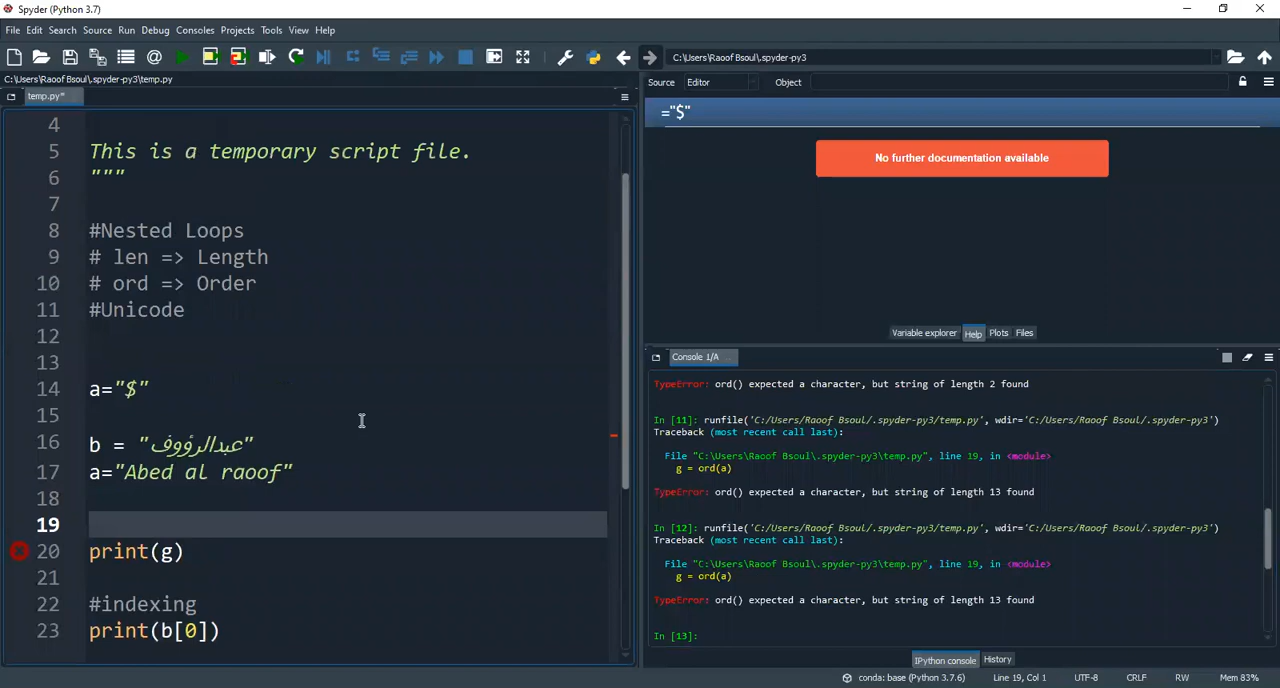 Spyder (Python 3.7)
File Edit Search Source Run Debug Consoles Projects Tools View Help
C:\Users\Raoof Bsoul\.spyder-py3
C:\Users\Raoof Bsoul\.spyder-py3\temp.py
temp.py*
4
5 This is a temporary script file.
6 """
7
8 #Nested Loops
9 # len => Length
10 # ord => Order
11 #Unicode
12
13
14 a="$"
15
16 b = "عبدالرؤوف"
17 a="Abed al raoof"
18
19
20 print(g)
21
22 #indexing
23 print(b[0])
Source Editor Object
="$"
No further documentation available
Variable explorer Help Plots Files
Console 1/A
TypeError: ord() expected a character, but string of length 2 found
In [11]: runfile('C:/Users/Raoof Bsoul/.spyder-py3/temp.py', wdir='C:/Users/Raoof Bsoul/.spyder-py3')
Traceback (most recent call last):
File "C:\Users\Raoof Bsoul\.spyder-py3\temp.py", line 19, in <module>
g = ord(a)
TypeError: ord() expected a character, but string of length 13 found
In [12]: runfile('C:/Users/Raoof Bsoul/.spyder-py3/temp.py', wdir='C:/Users/Raoof Bsoul/.spyder-py3')
Traceback (most recent call last):
File "C:\Users\Raoof Bsoul\.spyder-py3\temp.py", line 19, in <module>
g = ord(a)
TypeError: ord() expected a character, but string of length 13 found
In [13]:
IPython console History
conda: base (Python 3.7.6) Line 19, Col 1 UTF-8 CRLF RW Mem 83%